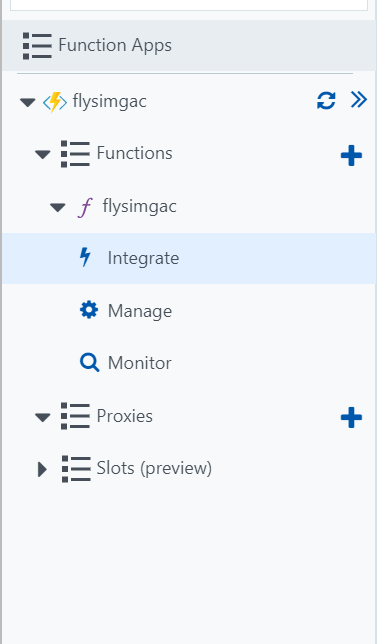 Function Apps
flysimgac
Functions
flysimgac
Integrate
Manage
Monitor
Proxies
Slots (preview)